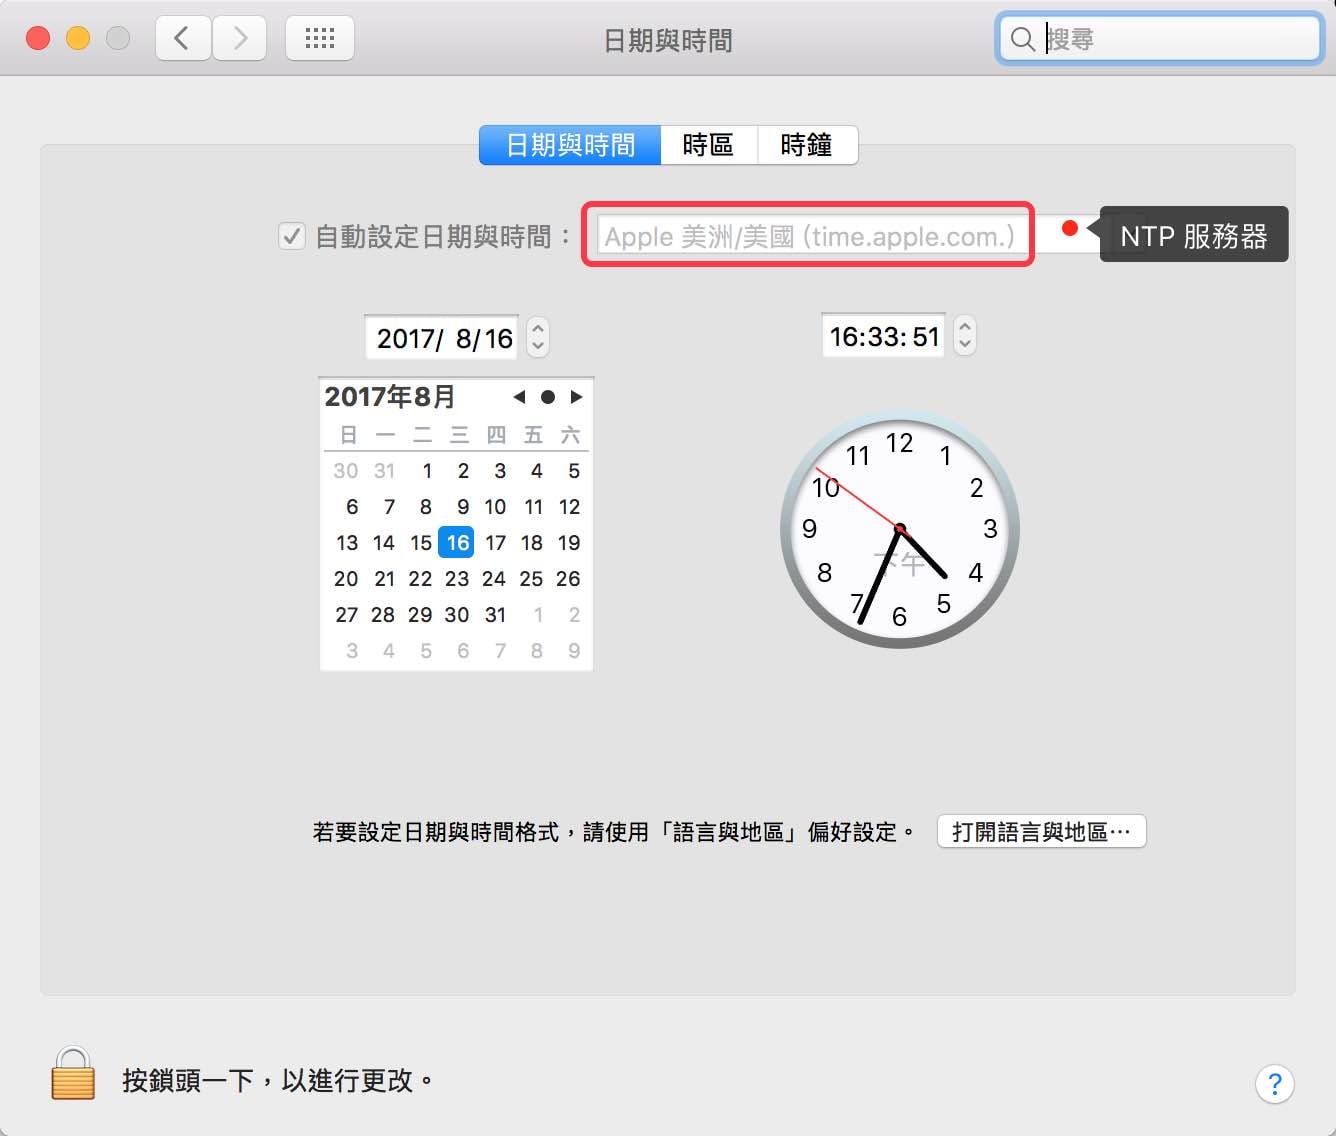 日期與時間
搜尋
日期與時間 時區 時鐘
自動設定日期與時間： Apple 美洲/美國 (time.apple.com.) NTP 服務器
2017/ 8/16
16:33:51
2017年8月
日 一 二 三 四 五 六
30 31 1 2 3 4 5
6 7 8 9 10 11 12
13 14 15 16 17 18 19
20 21 22 23 24 25 26
27 28 29 30 31 1 2
3 4 5 6 7 8 9
12
11 1
10 2
9 3
下午
8 4
7 5
6
若要設定日期與時間格式，請使用「語言與地區」偏好設定。 打開語言與地區⋯
按鎖頭一下，以進行更改。
?